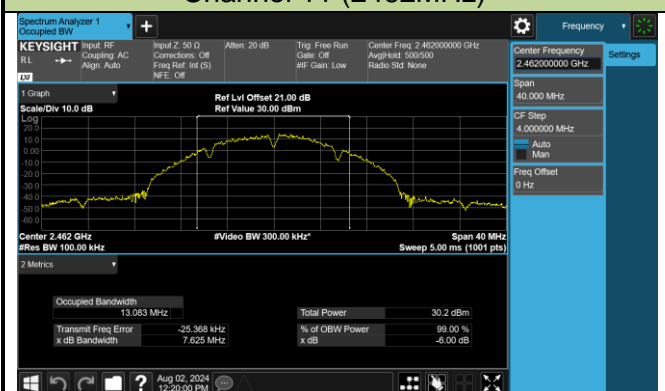 Channel 11 (2462MHz)
Spectrum Analyzer 1
Occupied BW
Frequency
KEYSIGHT
RL
LXI
Input: RF
Coupling: AC
Align: Auto
Input Z: 50 Ω
Corrections: Off
Freq Ref: Int (S)
NFE: Off
Atten: 20 dB
Trig: Free Run
Gate: Off
#IF Gain: Low
Center Freq: 2.462000000 GHz
Avg|Hold: 500/500
Radio Std: None
Center Frequency
2.462000000 GHz
Settings
Span
40.000 MHz
CF Step
4.000000 MHz
Auto
Man
Freq Offset
0 Hz
1 Graph
Scale/Div 10.0 dB
Ref Lvl Offset 21.00 dB
Ref Value 30.00 dBm
Log
20.0
10.0
0.00
-10.0
-20.0
-30.0
-40.0
-50.0
-60.0
Center 2.462 GHz
#Video BW 300.00 kHz*
Span 40 MHz
#Res BW 100.00 kHz
Sweep 5.00 ms (1001 pts)
2 Metrics
Occupied Bandwidth
13.083 MHz
Total Power 30.2 dBm
Transmit Freq Error -25.368 kHz
% of OBW Power 99.00 %
x dB Bandwidth 7.625 MHz
x dB -6.00 dB
Aug 02, 2024
12:20:00 PM